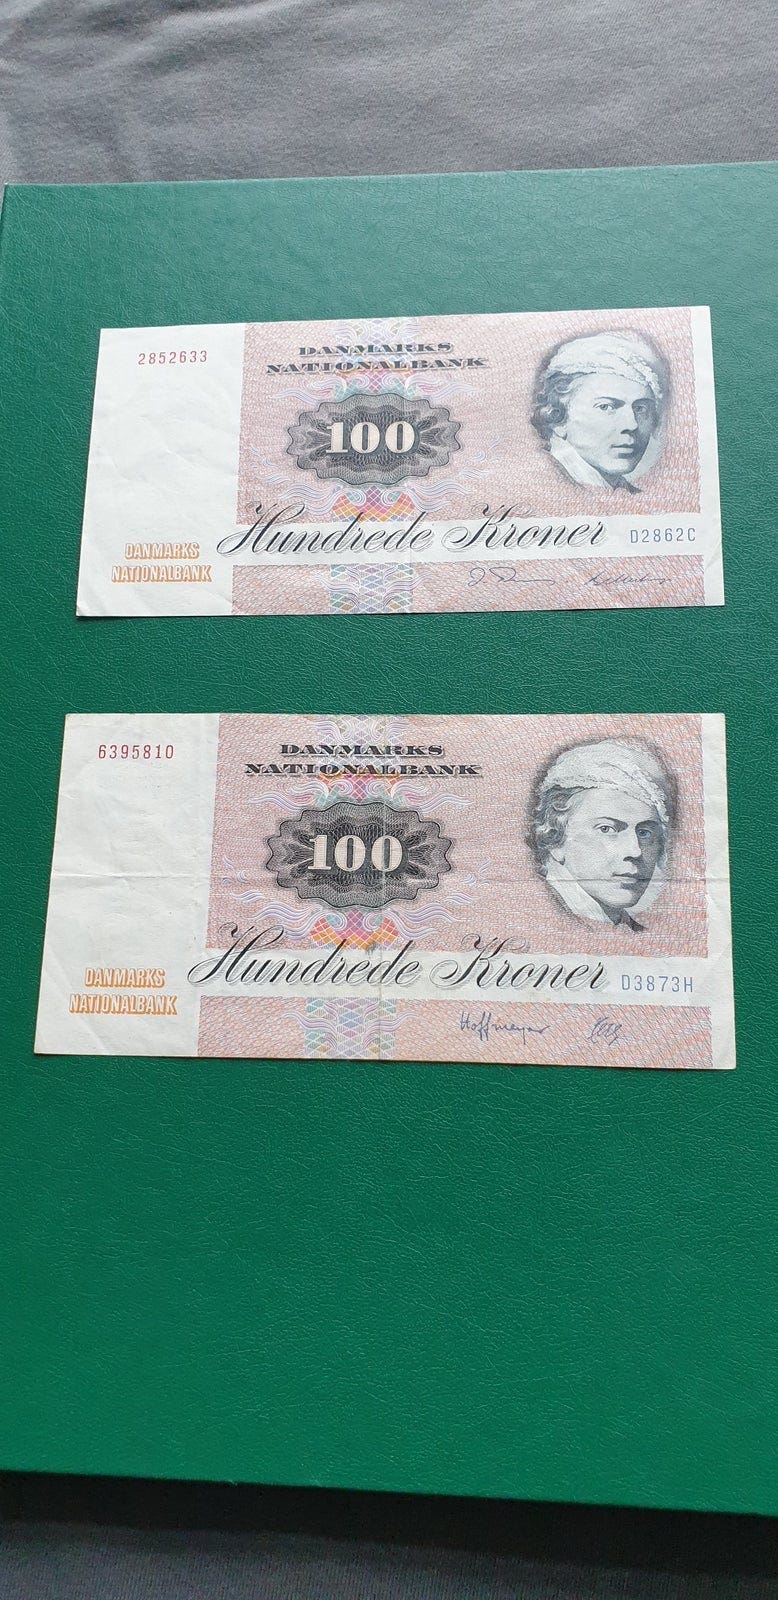 2852633
DANMARKS
NATIONALBANK
100
Hundrede Kroner
D2862C
DANMARKS
NATIONALBANK
6395810
DANMARKS
NATIONALBANK
100
Hundrede Kroner
D3873H
DANMARKS
NATIONALBANK
Hoffmeyer